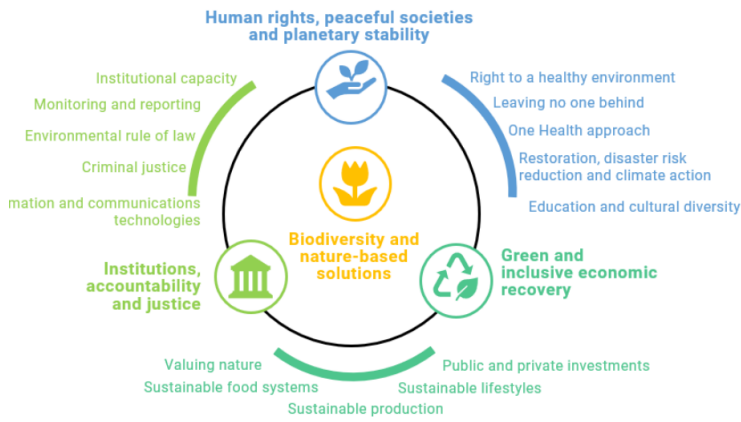 Human rights, peaceful societies
and planetary stability
Institutional capacity
Monitoring and reporting
Environmental rule of law
Criminal justice
mation and communications
technologies
Right to a healthy environment
Leaving no one behind
One Health approach
Restoration, disaster risk
reduction and climate action
Education and cultural diversity
Biodiversity and
nature-based
solutions
Institutions,
accountability
and justice
Green and
inclusive economic
recovery
Valuing nature
Sustainable food systems
Sustainable production
Sustainable lifestyles
Public and private investments